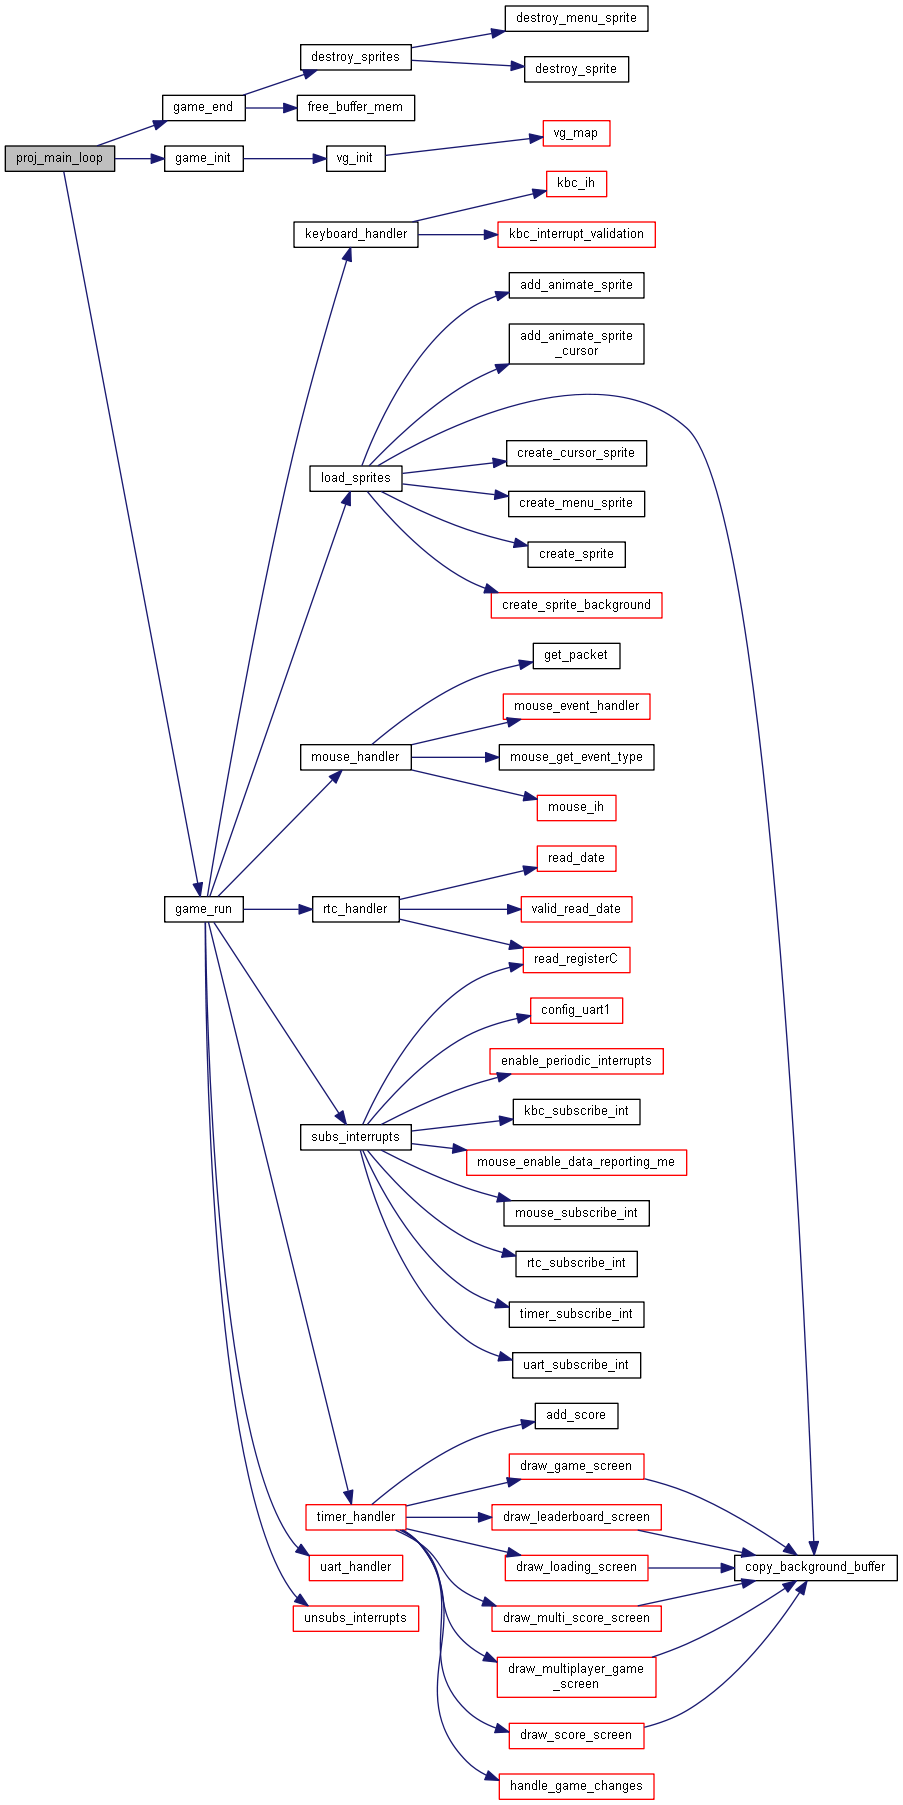 destroy_menu_sprite
destroy_sprites
destroy_sprite
game_end
free_buffer_mem
vg_map
proj_main_loop
game_init
vg_init
kbc_ih
keyboard_handler
kbc_interrupt_validation
add_animate_sprite
add_animate_sprite
_cursor
create_cursor_sprite
load_sprites
create_menu_sprite
create_sprite
create_sprite_background
get_packet
mouse_event_handler
mouse_handler
mouse_get_event_type
mouse_ih
read_date
game_run
rtc_handler
valid_read_date
read_registerC
config_uart1
enable_periodic_interrupts
kbc_subscribe_int
subs_interrupts
mouse_enable_data_reporting_me
mouse_subscribe_int
rtc_subscribe_int
timer_subscribe_int
uart_subscribe_int
add_score
draw_game_screen
timer_handler
draw_leaderboard_screen
uart_handler
draw_loading_screen
copy_background_buffer
unsubs_interrupts
draw_multi_score_screen
draw_multiplayer_game
_screen
draw_score_screen
handle_game_changes